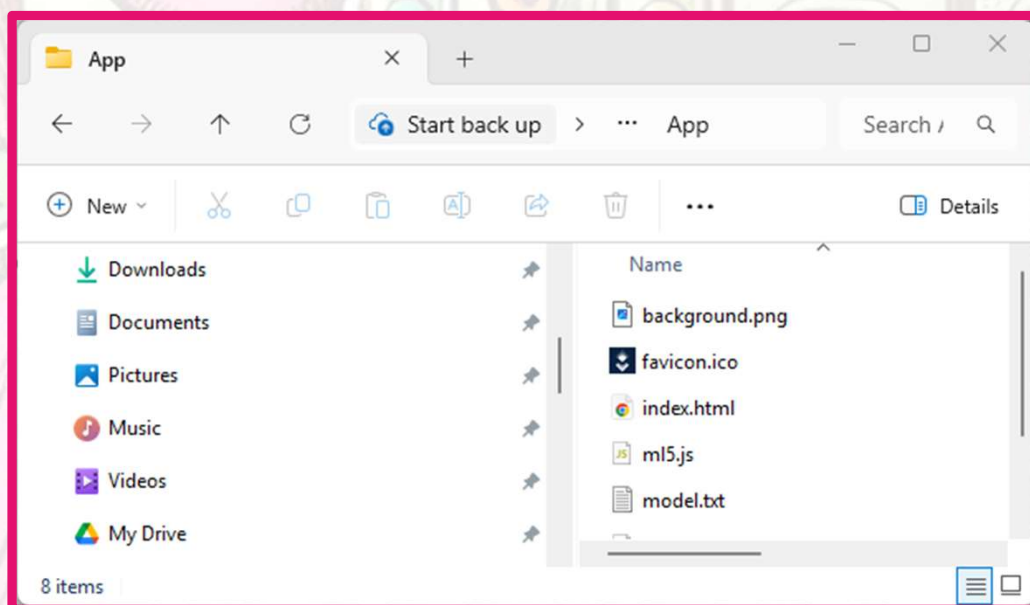 App
Start back up > ... App
Search
New
Details
Downloads
Documents
Pictures
Music
Videos
My Drive
Name
background.png
favicon.ico
index.html
JS ml5.js
model.txt
8 items